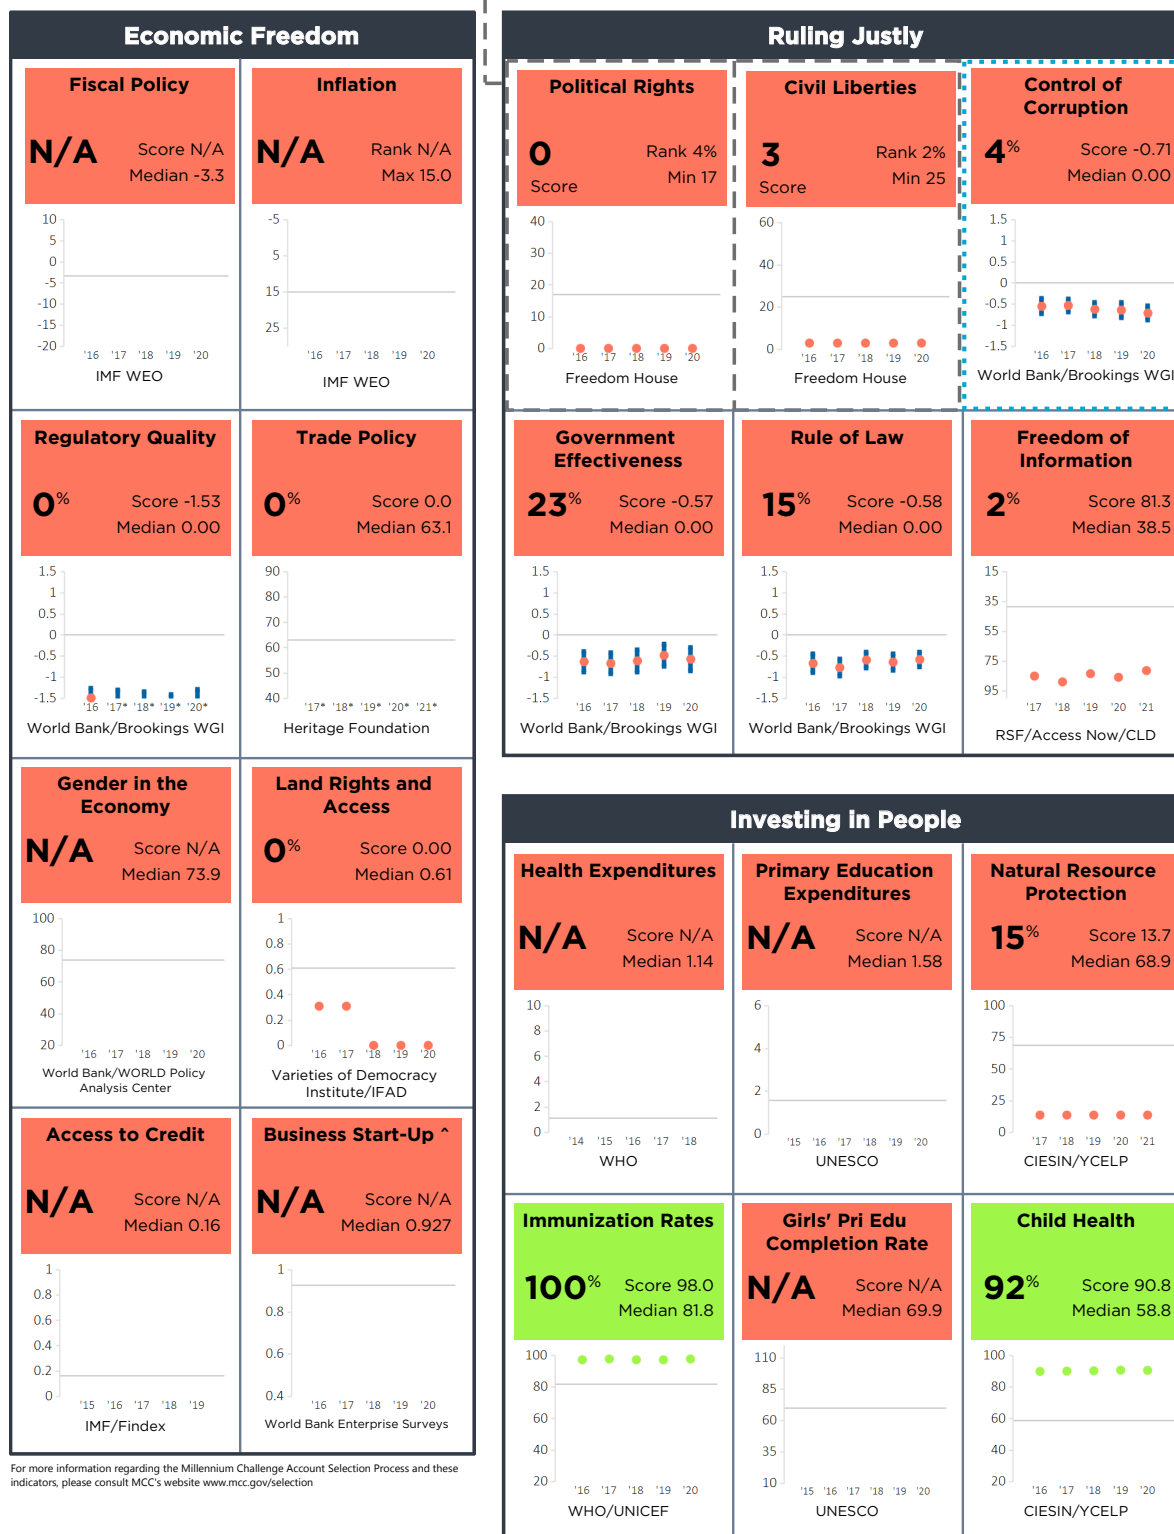 Economic Freedom
Fiscal Policy
N/A
Score N/A
Median -3.3
10
5
0
-5
-10
-15
-20
'16 '17 '18 '19 '20
IMF WEO
Inflation
N/A
Rank N/A
Max 15.0
-5
5
15
25
'16 '17 '18 '19 '20
IMF WEO
Regulatory Quality
0%
Score -1.53
Median 0.00
1.5
1
0.5
0
-0.5
-1
-1.5
'16 '17* '18* '19* '20*
World Bank/Brookings WGI
Trade Policy
0%
Score 0.0
Median 63.1
90
80
70
60
50
40
'17* '18* '19* '20* '21*
Heritage Foundation
Gender in the
Economy
N/A
Score N/A
Median 73.9
100
80
60
40
20
'16 '17 '18 '19 '20
World Bank/WORLD Policy
Analysis Center
Land Rights and
Access
0%
Score 0.00
Median 0.61
1
0.8
0.6
0.4
0.2
0
'16 '17 '18 '19 '20
Varieties of Democracy
Institute/IFAD
Access to Credit
N/A
Score N/A
Median 0.16
1
0.8
0.6
0.4
0.2
0
'15 '16 '17 '18 '19
IMF/Findex
Business Start-Up ^
N/A
Score N/A
Median 0.927
1
0.8
0.6
0.4
'16 '17 '18 '19 '20
World Bank Enterprise Surveys
For more information regarding the Millennium Challenge Account Selection Process and these
indicators, please consult MCC's website www.mcc.gov/selection
Ruling Justly
Political Rights
0
Score
Rank 4%
Min 17
40
30
20
10
0
'16 '17 '18 '19 '20
Freedom House
Civil Liberties
3
Score
Rank 2%
Min 25
60
40
20
0
'16 '17 '18 '19 '20
Freedom House
Control of
Corruption
4%
Score -0.71
Median 0.00
1.5
1
0.5
0
-0.5
-1
-1.5
'16 '17 '18 '19 '20
World Bank/Brookings WGI
Government
Effectiveness
23%
Score -0.57
Median 0.00
1.5
1
0.5
0
-0.5
-1
-1.5
'16 '17 '18 '19 '20
World Bank/Brookings WGI
Rule of Law
15%
Score -0.58
Median 0.00
1.5
1
0.5
0
-0.5
-1
-1.5
'16 '17 '18 '19 '20
World Bank/Brookings WGI
Freedom of
Information
2%
Score 81.3
Median 38.5
15
35
55
75
95
'17 '18 '19 '20 '21
RSF/Access Now/CLD
Investing in People
Health Expenditures
N/A
Score N/A
Median 1.14
10
8
6
4
2
0
'14 '15 '16 '17 '18
WHO
Primary Education
Expenditures
N/A
Score N/A
Median 1.58
6
4
2
0
'15 '16 '17 '18 '19 '20
UNESCO
Natural Resource
Protection
15%
Score 13.7
Median 68.9
100
75
50
25
0
'17 '18 '19 '20 '21
CIESIN/YCELP
Immunization Rates
100%
Score 98.0
Median 81.8
100
80
60
40
20
'16 '17 '18 '19 '20
WHO/UNICEF
Girls' Pri Edu
Completion Rate
N/A
Score N/A
Median 69.9
110
85
60
35
10
'15 '16 '17 '18 '19 '20
UNESCO
Child Health
92%
Score 90.8
Median 58.8
100
80
60
40
20
'16 '17 '18 '19 '20
CIESIN/YCELP